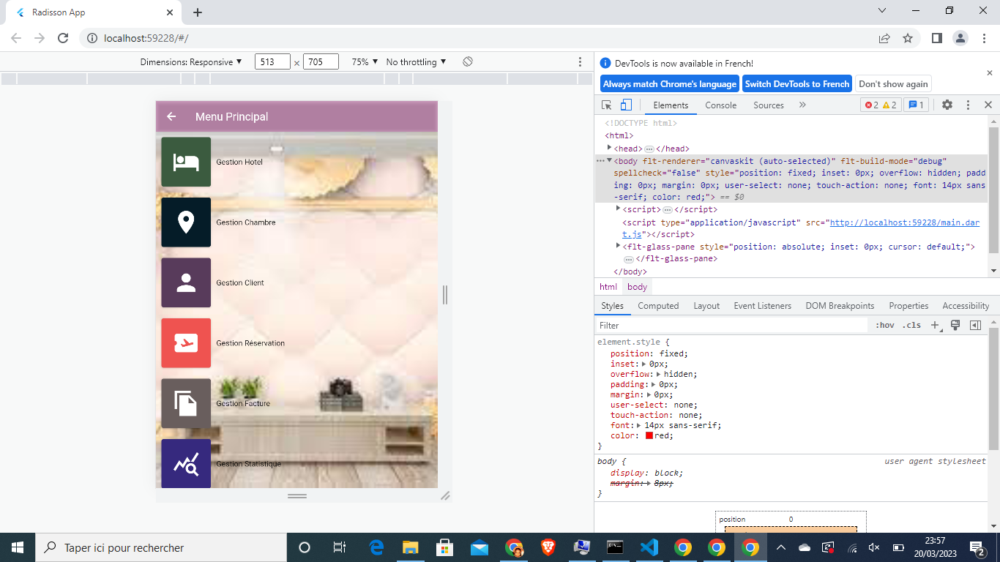 Radisson App
localhost:59228/#/
Dimensions: Responsive
513 × 705
75%
No throttling
DevTools is now available in French!
Always match Chrome's language
Switch DevTools to French
Don't show again
Elements
Console
Sources
2
2
1
Menu Principal
Gestion Hotel
Gestion Chambre
Gestion Client
Gestion Réservation
Gestion Facture
Gestion Statistique
<!DOCTYPE html>
<html>
<head>…</head>
<body flt-renderer="canvaskit (auto-selected)" flt-build-mode="debug"
spellcheck="false" style="position: fixed; inset: 0px; overflow: hidden; padd
ing: 0px; margin: 0px; user-select: none; touch-action: none; font: 14px sans
-serif; color: red;"> == $0
<script>…</script>
<script type="application/javascript" src="http://localhost:59228/main.dar
t.js"></script>
<flt-glass-pane style="position: absolute; inset: 0px; cursor: default;">
…</flt-glass-pane>
</body>
html
body
Styles
Computed
Layout
Event Listeners
DOM Breakpoints
Properties
Accessibility
Filter
:hov
.cls
element.style {
position: fixed;
inset: 0px;
overflow: hidden;
padding: 0px;
margin: 0px;
user-select: none;
touch-action: none;
font: 14px sans-serif;
color: red;
}
body {
user agent stylesheet
display: block;
margin: 8px;
}
position
0
Taper ici pour rechercher
23:57
20/03/2023
2